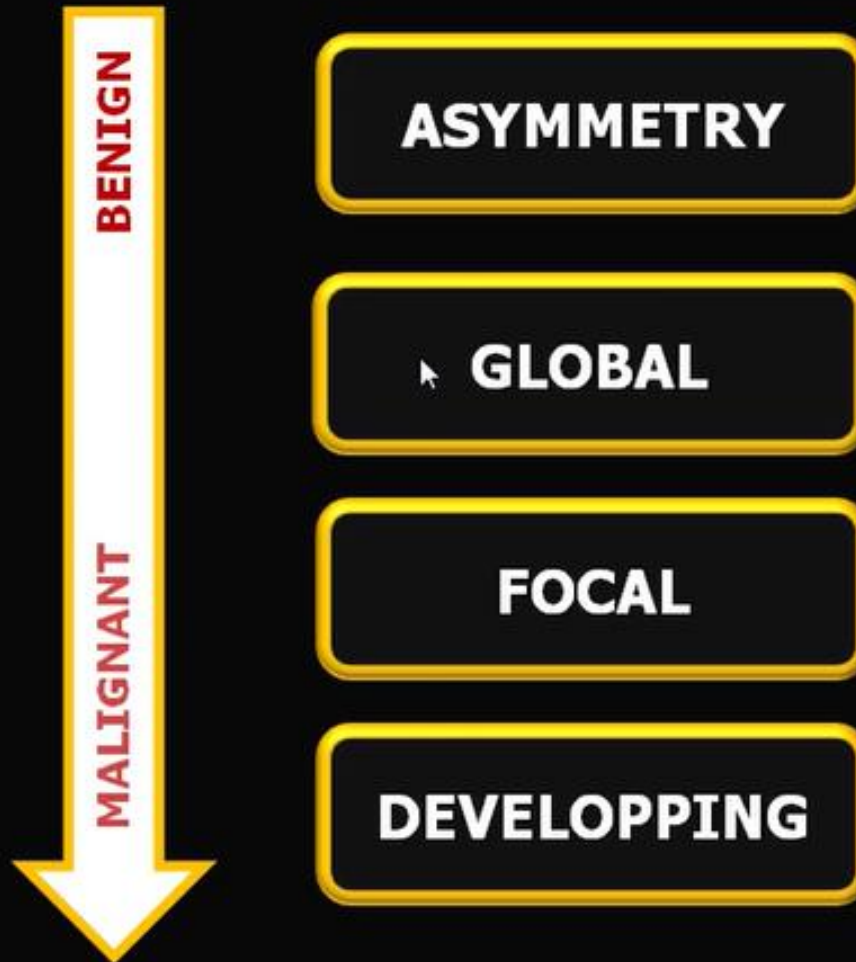 BENIGN
MALIGNANT
ASYMMETRY
GLOBAL
FOCAL
DEVELOPPING